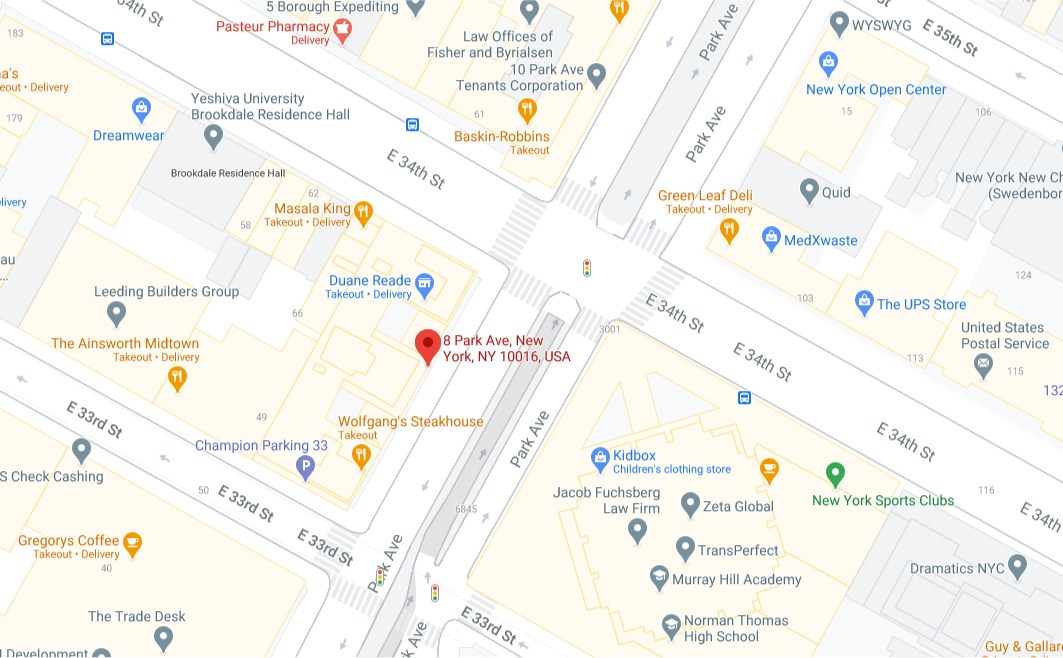 34th St
5 Borough Expediting
Pasteur Pharmacy
Delivery
183
Law Offices of
Fisher and Byrialsen
10 Park Ave
Tenants Corporation
Park Ave
WYSWYG
E 35th St
New York Open Center
15
106
eout • Delivery
179
Dreamwear
Yeshiva University
Brookdale Residence Hall
61
Baskin-Robbins
Takeout
E 34th St
Park Ave
Brookdale Residence Hall
62
Masala King
Takeout • Delivery
58
Green Leaf Deli
Takeout • Delivery
Quid
New York New Ch
(Swedenbor
MedXwaste
livery
au
...
Duane Reade
Takeout • Delivery
Leeding Builders Group
66
124
103
The UPS Store
E 34th St
3001
United States
Postal Service
115
113
132
The Ainsworth Midtown
Takeout • Delivery
8 Park Ave, New
York, NY 10016, USA
E 34th St
E 33rd St
49
Wolfgang's Steakhouse
Takeout
Champion Parking 33
Park Ave
E 34th St
Kidbox
Children's clothing store
S Check Cashing
50
E 33rd St
Jacob Fuchsberg
Law Firm
Zeta Global
New York Sports Clubs
116
E 34th
6845
E 33rd St
Gregorys Coffee
Takeout • Delivery
40
Park Ave
TransPerfect
Murray Hill Academy
Dramatics NYC
The Trade Desk
E 33rd St
Norman Thomas
High School
k Ave
l Development
Guy & Gallar
Takeout • Deliv